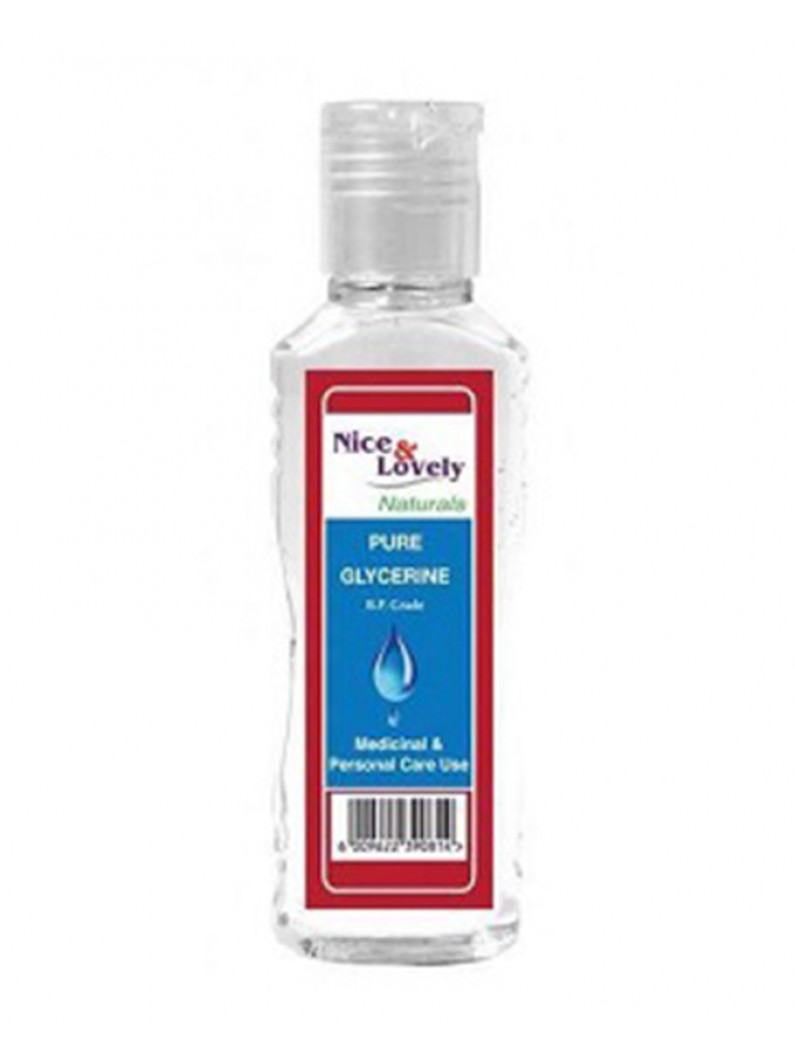 Nice &
Lovely
Naturals
PURE
GLYCERINE
B.P. Grade
Medicinal &
Personal Care Use